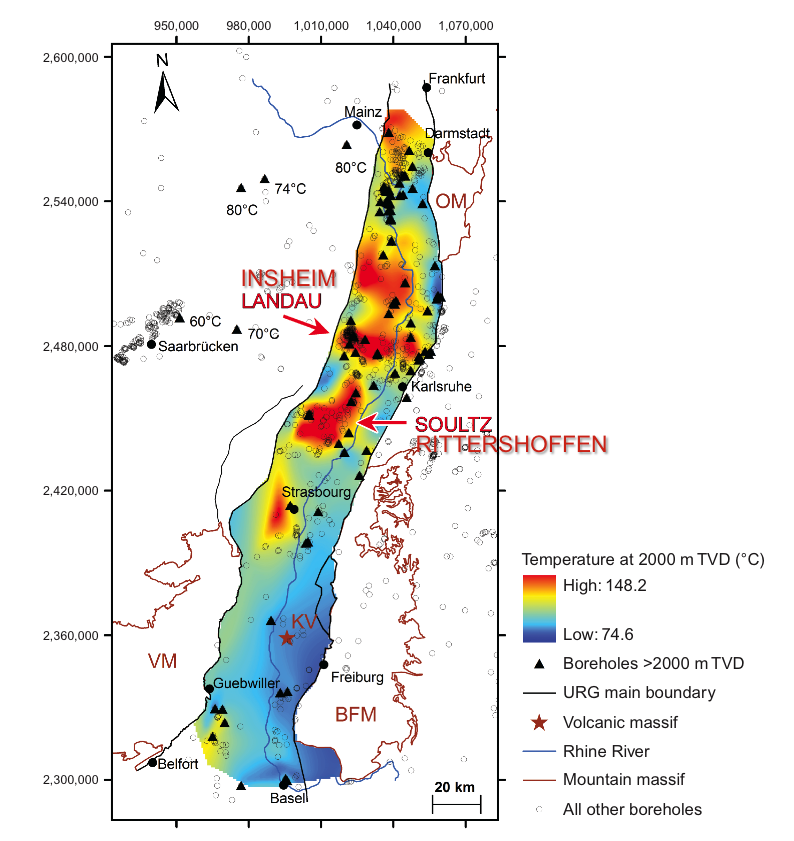 950,000 980,000 1,010,000 1,040,000 1,070,000
2,600,000
N
Frankfurt
Mainz
Darmstadt
80°C
74°C
80°C
2,540,000
OM
INSHEIM
LANDAU
60°C
70°C
2,480,000
Saarbrücken
Karlsruhe
SOULTZ
RITTERSHOFFEN
2,420,000
Strasbourg
Temperature at 2000 m TVD (°C)
High: 148.2
Low: 74.6
2,360,000
KV
VM
Boreholes >2000 m TVD
Guebwiller
Freiburg
URG main boundary
BFM
Volcanic massif
Rhine River
Belfort
2,300,000
Mountain massif
20 km
Basel
All other boreholes